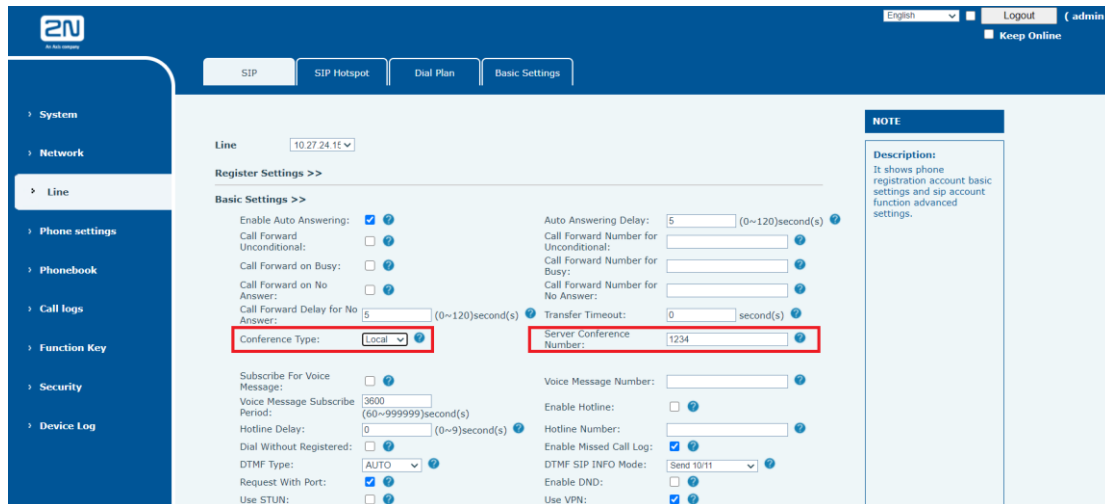 2N
An Axis company
English
Logout
( admin
Keep Online
SIP
SIP Hotspot
Dial Plan
Basic Settings
› System
› Network
› Line
› Phone settings
› Phonebook
› Call logs
› Function Key
› Security
› Device Log
Line 10.27.24.15
Register Settings >>
Basic Settings >>
Enable Auto Answering: Auto Answering Delay: 5 (0~120)second(s)
Call Forward Unconditional: Call Forward Number for Unconditional:
Call Forward on Busy: Call Forward Number for Busy:
Call Forward on No Answer: Call Forward Number for No Answer:
Call Forward Delay for No Answer: 5 (0~120)second(s) Transfer Timeout: 0 second(s)
Conference Type: Local Server Conference Number: 1234
Subscribe For Voice Message: Voice Message Number:
Voice Message Subscribe Period: 3600 (60~999999)second(s) Enable Hotline:
Hotline Delay: 0 (0~9)second(s) Hotline Number:
Dial Without Registered: Enable Missed Call Log:
DTMF Type: AUTO DTMF SIP INFO Mode: Send 10/11
Request With Port: Enable DND:
Use STUN: Use VPN:
NOTE
Description:
It shows phone
registration account basic
settings and sip account
function advanced
settings.